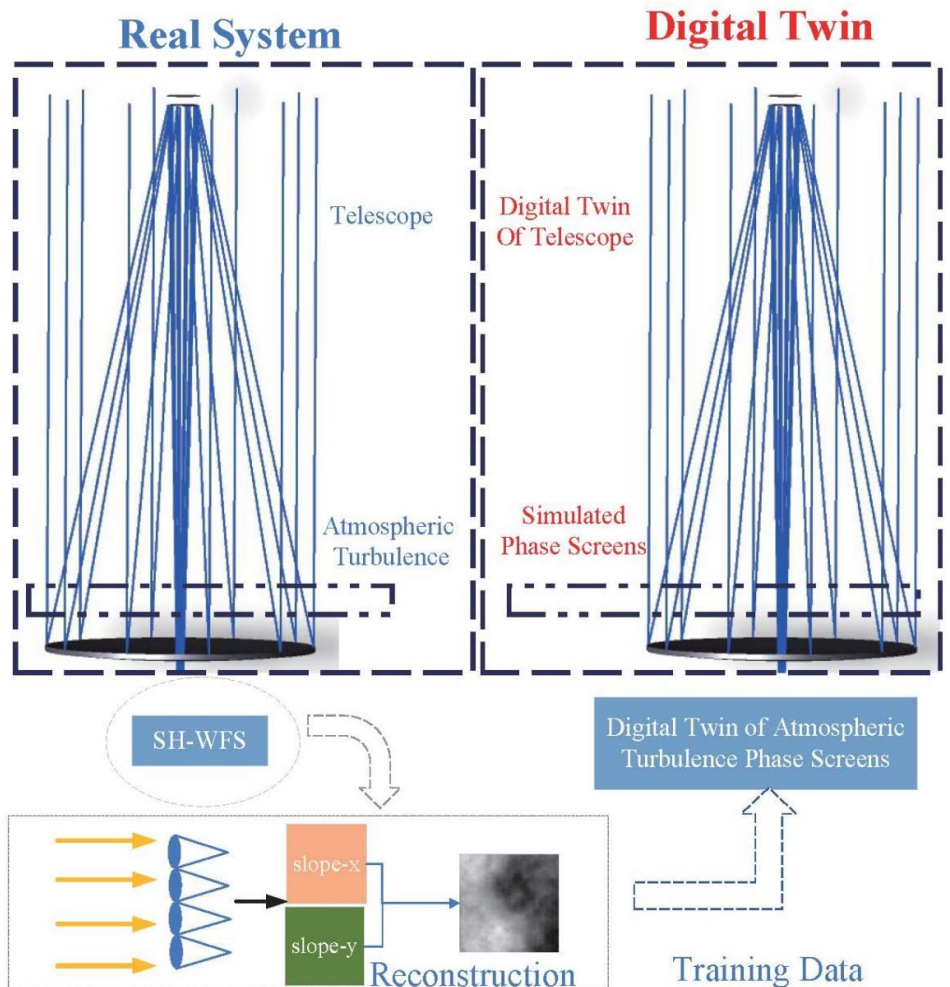 Real System
Digital Twin
Telescope
Digital Twin
Of Telescope
Atmospheric
Turbulence
Simulated
Phase Screens
SH-WFS
Digital Twin of Atmospheric
Turbulence Phase Screens
slope-x
slope-y
Reconstruction
Training Data